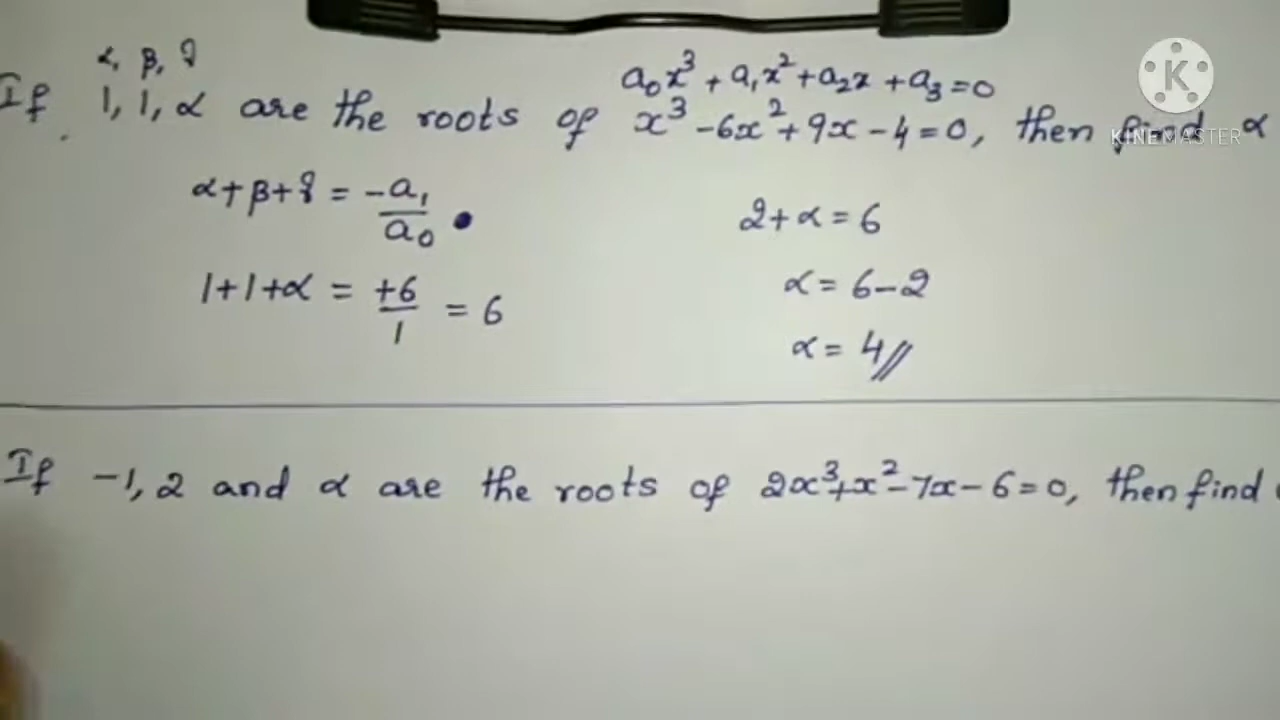 α, β, γ
a₀x³ + a₁x² + a₂x + a₃ = 0
If 1, 1, α are the roots of x³ - 6x² + 9x - 4 = 0, then find α
KINEMASTER
α + β + γ = -a₁/a₀
1 + 1 + α = +6/1 = 6
2 + α = 6
α = 6 - 2
α = 4//
If -1, 2 and α are the roots of 2x³ + x² - 7x - 6 = 0, then find